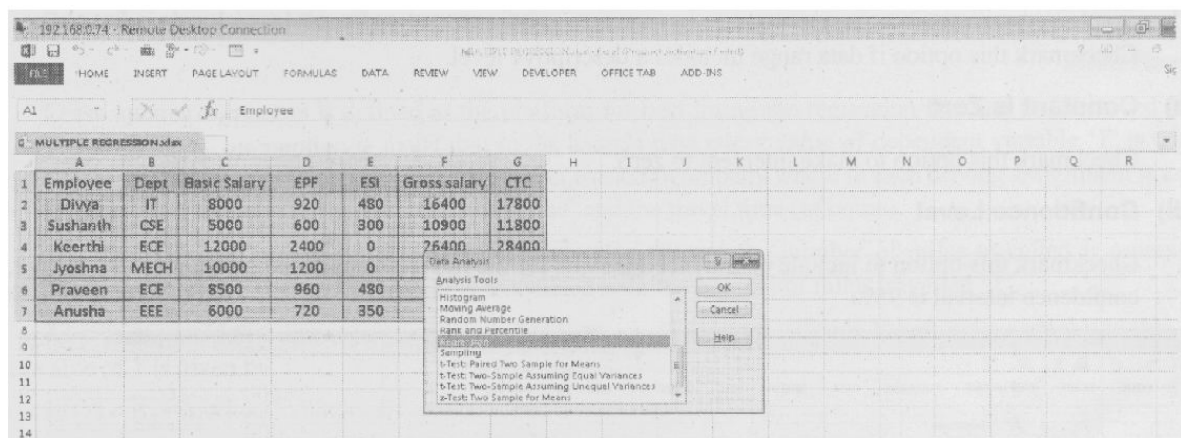 192.168.0.74 - Remote Desktop Connection
FILE HOME INSERT PAGE LAYOUT FORMULAS DATA REVIEW VIEW DEVELOPER OFFICE TAB ADD-INS Sig
A1 fx Employee
MULTIPLE REGRESSION.xlsx
A B C D E F G H I J K L M N O P Q R
1 Employee Dept Basic Salary EPF ESI Gross salary CTC
2 Divya IT 8000 920 480 16400 17800
3 Sushanth CSE 5000 600 300 10900 11800
4 Keerthi ECE 12000 2400 0 26400 28400
5 Jyoshna MECH 10000 1200 0
6 Praveen ECE 8500 960 480
7 Anusha EEE 6000 720 350
8
9
10
11
12
13
14
Data Analysis
Analysis Tools
Histogram
Moving Average
Random Number Generation
Rank and Percentile
Regression
Sampling
t-Test: Paired Two Sample for Means
t-Test: Two-Sample Assuming Equal Variances
t-Test: Two-Sample Assuming Unequal Variances
z-Test: Two Sample for Means
OK
Cancel
Help